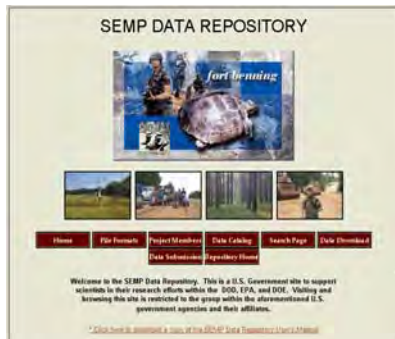 SEMP DATA REPOSITORY
fort benning
Home File Formats Project Members Data Catalog Search Page Data Download
Data Submission Repository Home
Welcome to the SEMP Data Repository. This is a U.S. Government site to support
scientists in their research efforts within the DOD, EPA, and DOE. Visiting and
browsing this site is restricted to the group within the aforementioned U.S.
government agencies and their affiliates.
* Click here to download a copy of the SEMP Data Repository User's Manual